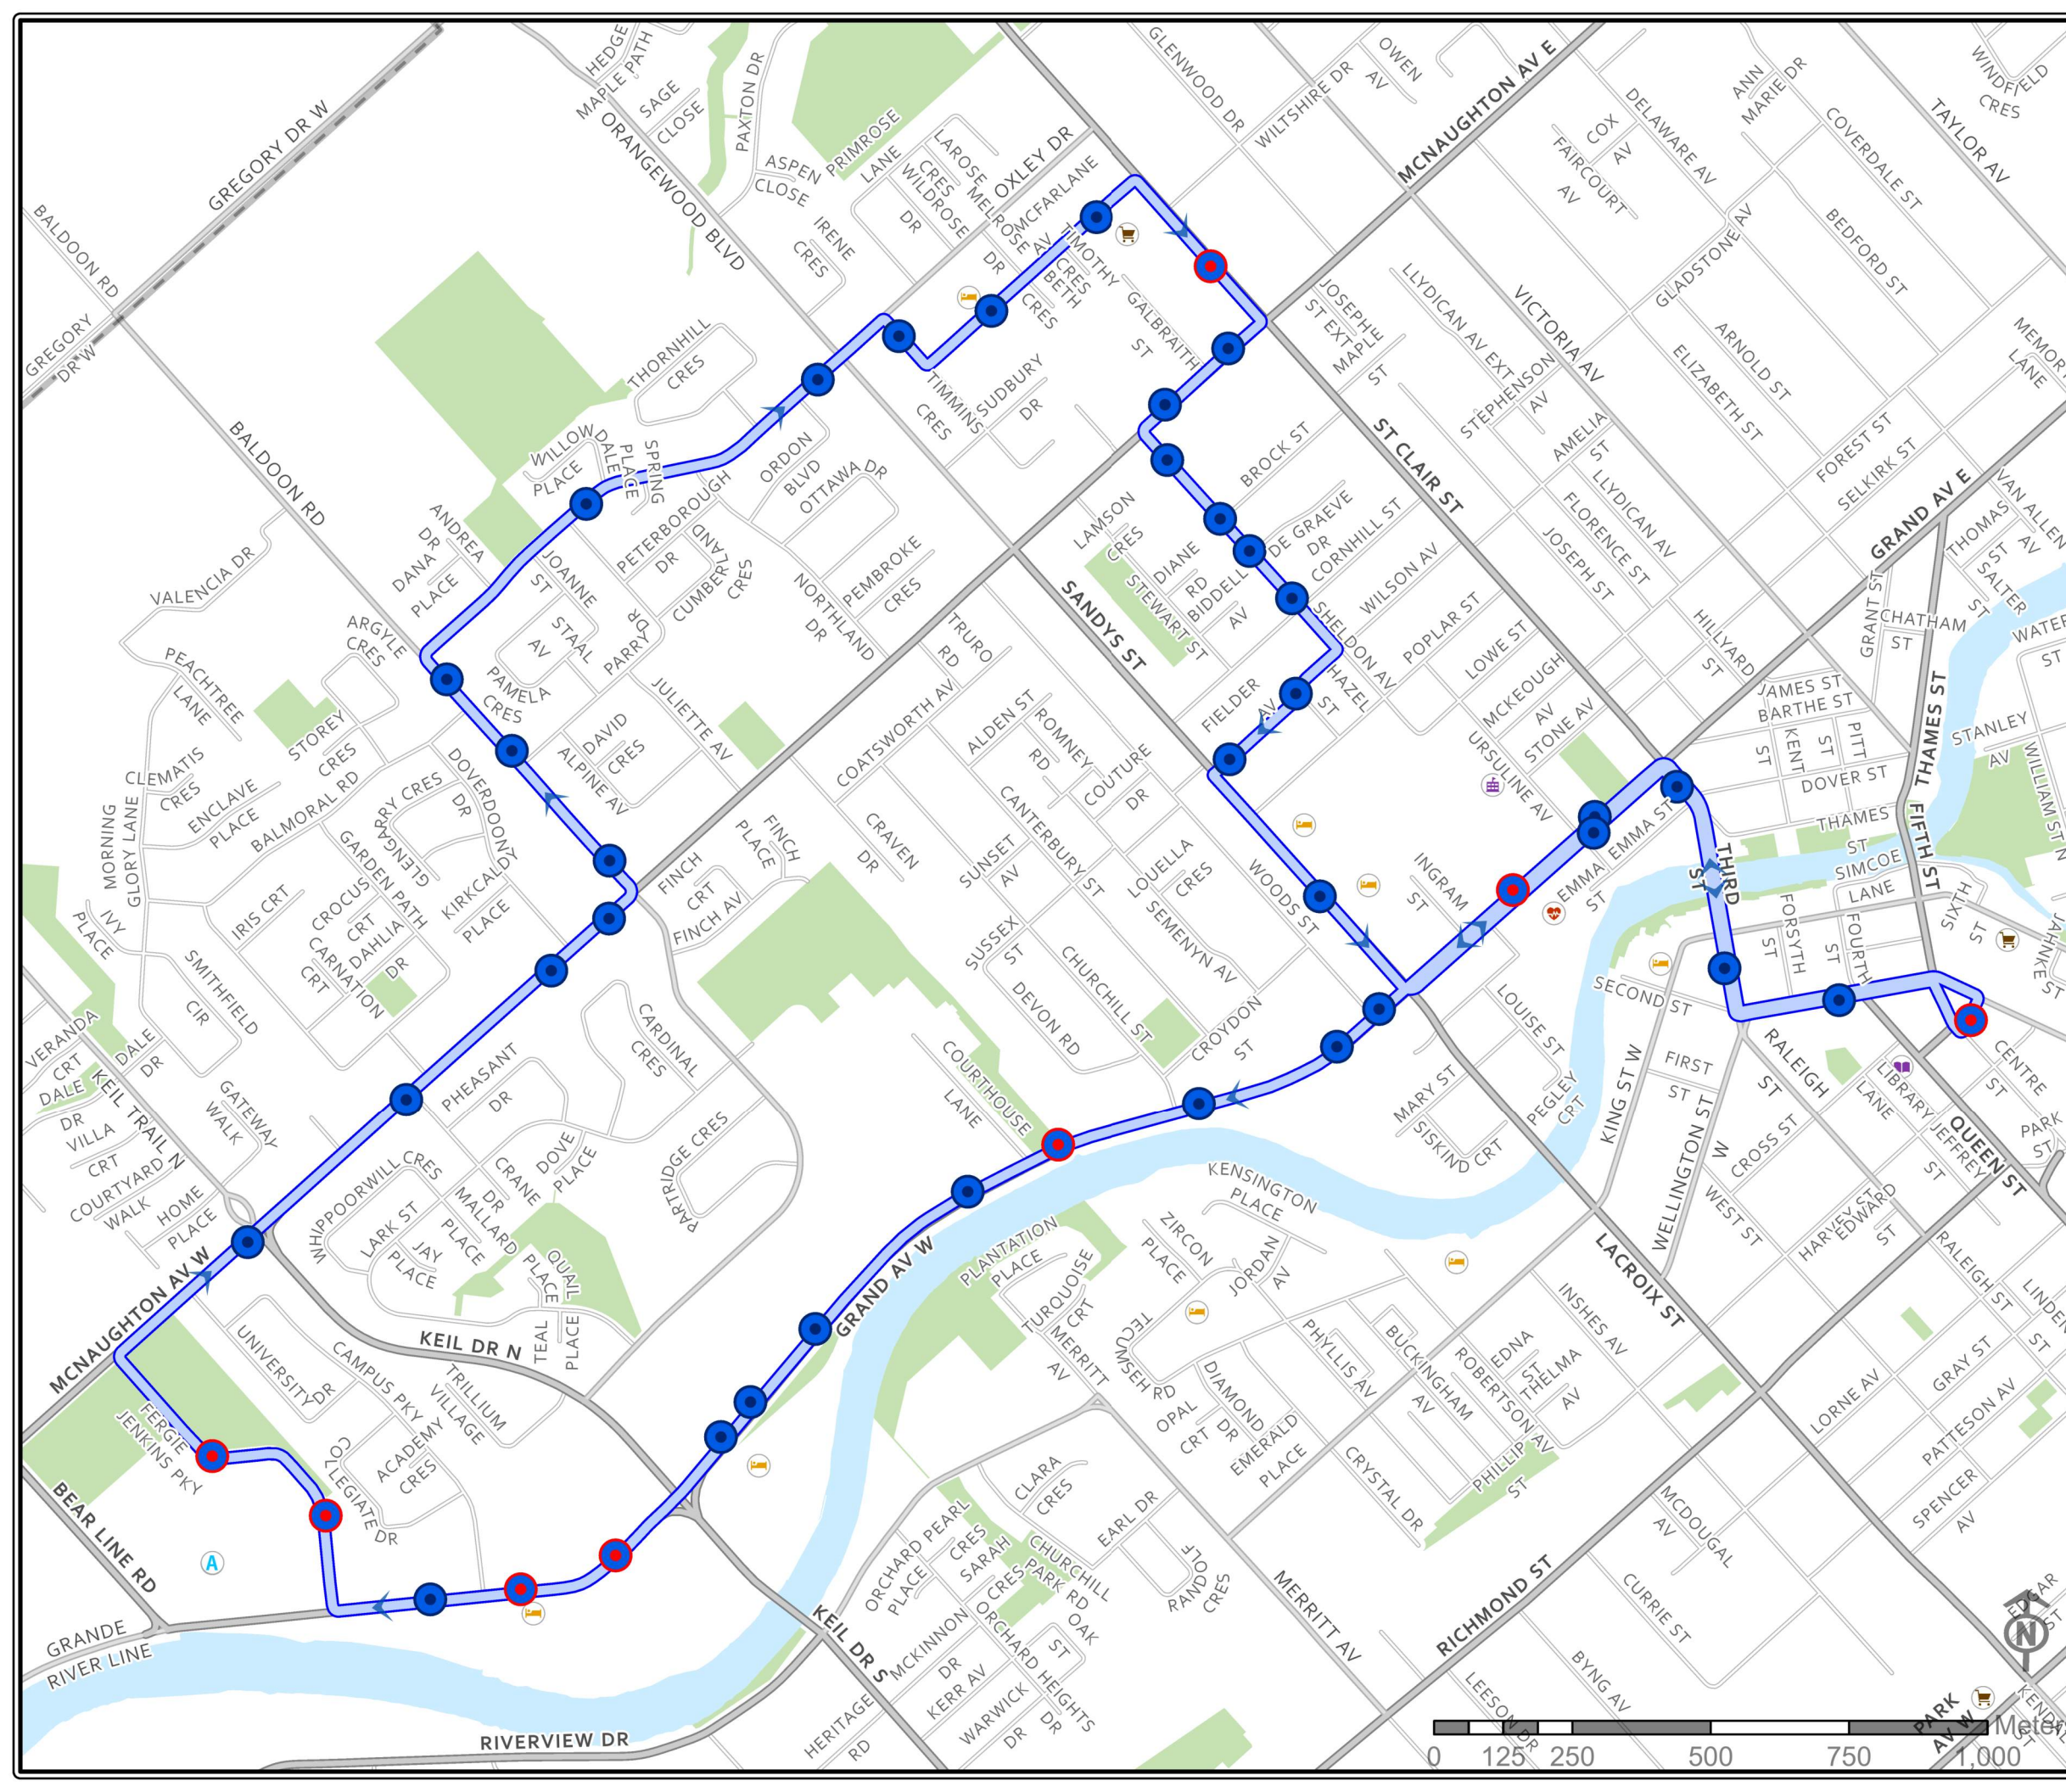 HEDGE
MAPLE PATH
SAGE
CLOSE
PAXTON DR
ORANGEWOOD BLVD
ASPEN
CLOSE
PRIMROSE
LANE
LAROSE
CRES
WILDROSE
DR
MELROSE
DR
OXLEY DR
MCFARLANE
AV
IRENE
CRES
GLENWOOD DR
WILTSHIRE DR
OWEN
AV
MCNAUGHTON AV E
COX
AV
FAIRCOURT
AV
DELAWARE AV
ANN
MARIE DR
COVERDALE ST
TAYLOR AV
WINDFIELD
CRES
GREGORY DR W
BALDOON RD
GREGORY
DR W
TIMOTHY
CRES
BETH
CRES
GALBRAITH
ST
JOSEPHE
ST EXT
MAPLE
ST
LLYDICAN AV EXT
VICTORIA AV
GLADSTONE AV
BEDFORD ST
STEPHENSON
AV
ELIZABETH ST
ARNOLD ST
MEMORY
LANE
THORNHILL
CRES
TIMMINS
CRES
SUDBURY
DR
BALDOON RD
WILLOW
PLACE
DALE
PLACE
SPRING
ORDON
BLVD
OTTAWA DR
PETERBOROUGH
DR
CUMBERLAND
CRES
BROCK ST
ST CLAIR ST
AMELIA
ST
LLYDICAN AV
FLORENCE ST
JOSEPH ST
FOREST ST
SELKIRK ST
GRAND AV E
VAN ALLEN
AV
THOMAS
ST
SALTER
ST
WATER
ST
VALENCIA DR
ANDREA
DR
DANA
PLACE
JOANNE
ST
STAAL
AV
PARRY DR
PAMELA
CRES
NORTHLAND
DR
PEMBROKE
CRES
LAMSON
CRES
STEWART ST
DIANE
RD
BIDDELL
AV
DE GRAEVE
DR
CORNHILL ST
WILSON AV
SHELDON AV
POPLAR ST
LOWE ST
MCKEOUGH
AV
STONE AV
URSULINE AV
HILLYARD
ST
GRANT ST
CHATHAM
ST
JAMES ST
BARTHE ST
KENT
ST
PITT
ST
DOVER ST
THAMES
ST
THAMES ST
STANLEY
AV
WILLIAM ST N
PEACHTREE
LANE
ARGYLE
CRES
STOREY
CRES
CLEMATIS
CRES
ENCLAVE
PLACE
BALMORAL RD
MORNING
GLORY LANE
DAVID
CRES
ALPINE AV
JULIETTE AV
DOVERDOON
DR
GLENGARRY CRES
GARDEN PATH
KIRKCALDY
PLACE
SANDYS ST
TRURO
RD
COATSWORTH AV
ALDEN ST
ROMNEY
RD
COUTURE
DR
CANTERBURY ST
FIELDER
AV
HAZEL
ST
FINCH
PLACE
FINCH
CRT
FINCH AV
CRAVEN
DR
SUNSET
AV
LOUELLA
CRES
SEMENYN AV
WOODS ST
INGRAM
ST
EMMA ST
EMMA
ST
THIRD
ST
FIFTH ST
SIMCOE
LANE
SIXTH
ST
FORSYTH
ST
FOURTH
ST
JAHNKE
ST
IVY
PLACE
IRIS CRT
CROCUS
CRT
DAHLIA
DR
CARNATION
CRT
SMITHFIELD
CIR
SUSSEX
ST
CHURCHILL ST
DEVON RD
CROYDON
ST
COURTHOUSE
LANE
LOUISE ST
PEGLEY
CRT
MARY ST
SISKIND CRT
SECOND ST
FIRST
ST
KING ST W
WELLINGTON ST
W
RALEIGH
ST
LIBRARY
LANE
CENTRE
ST
PARK
ST
QUEEN ST
JEFFREY
ST
CROSS ST
WEST ST
HARVEY ST
EDWARD
ST
RALEIGH ST
LINDEN
ST
VERANDA
CRT
DALE
DR
DALE
DR
VILLA
CRT
KEIL TRAIL N
COURTYARD
WALK
HOME
PLACE
GATEWAY
WALK
PHEASANT
DR
CARDINAL
CRES
PARTRIDGE CRES
WHIPPOORWILL CRES
CRANE
DR
DOVE
PLACE
LARK ST
JAY
PLACE
MALLARD
PLACE
QUAIL
PLACE
TEAL
PLACE
MCNAUGHTON AV W
KEIL DR N
GRAND AV W
PLANTATION
PLACE
TURQUOISE
CRT
KENSINGTON
PLACE
ZIRCON
PLACE
JORDAN
AV
TECUMSEH RD
MERRITT
AV
DIAMOND
DR
OPAL
CRT
EMERALD
PLACE
PHYLLIS AV
BUCKINGHAM
AV
ROBERTSON AV
EDNA
ST
THELMA
AV
INSHES AV
LACROIX ST
CRYSTAL DR
PHILLIP
ST
LORNE AV
GRAY ST
PATTESON AV
SPENCER
AV
MCDOUGAL
AV
UNIVERSITY
DR
CAMPUS PKY
TRILLIUM
VILLAGE
ACADEMY
CRES
COLLEGIATE
DR
FERGIE
JENKINS PKY
BEAR LINE RD
A
GRANDE
RIVER LINE
RIVERVIEW DR
KEIL DR S
ORCHARD PEARL
PLACE
CRES
SARAH
CRES
CLARA
CRES
EARL DR
CHURCHILL
PARK RD
RANDOLF
CRES
OAK
ST
MCKINNON
DR
ORCHARD HEIGHTS
DR
KERR AV
WARWICK
DR
HERITAGE
RD
MERRITT AV
RICHMOND ST
CURRIE ST
BYNG AV
LEESON DR
EDGAR
ST
N
PARK
AV W
0 125 250 500 750 1,000